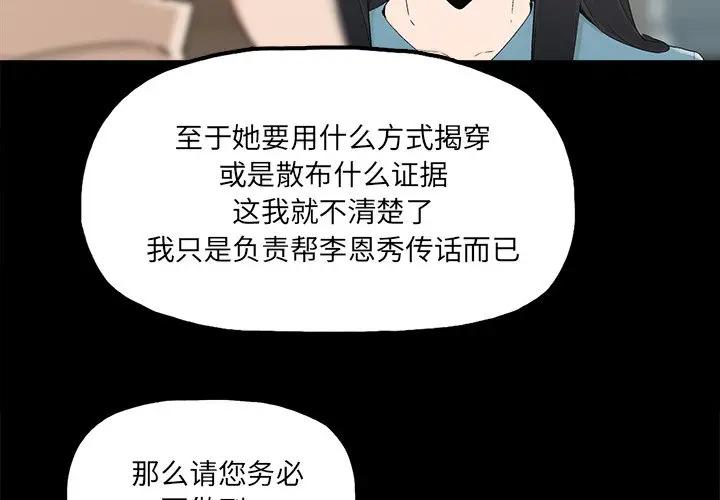 至于她要用什么方式揭穿
或是散布什么证据
这我就不清楚了
我只是负责帮李恩秀传话而已
那么请您务必